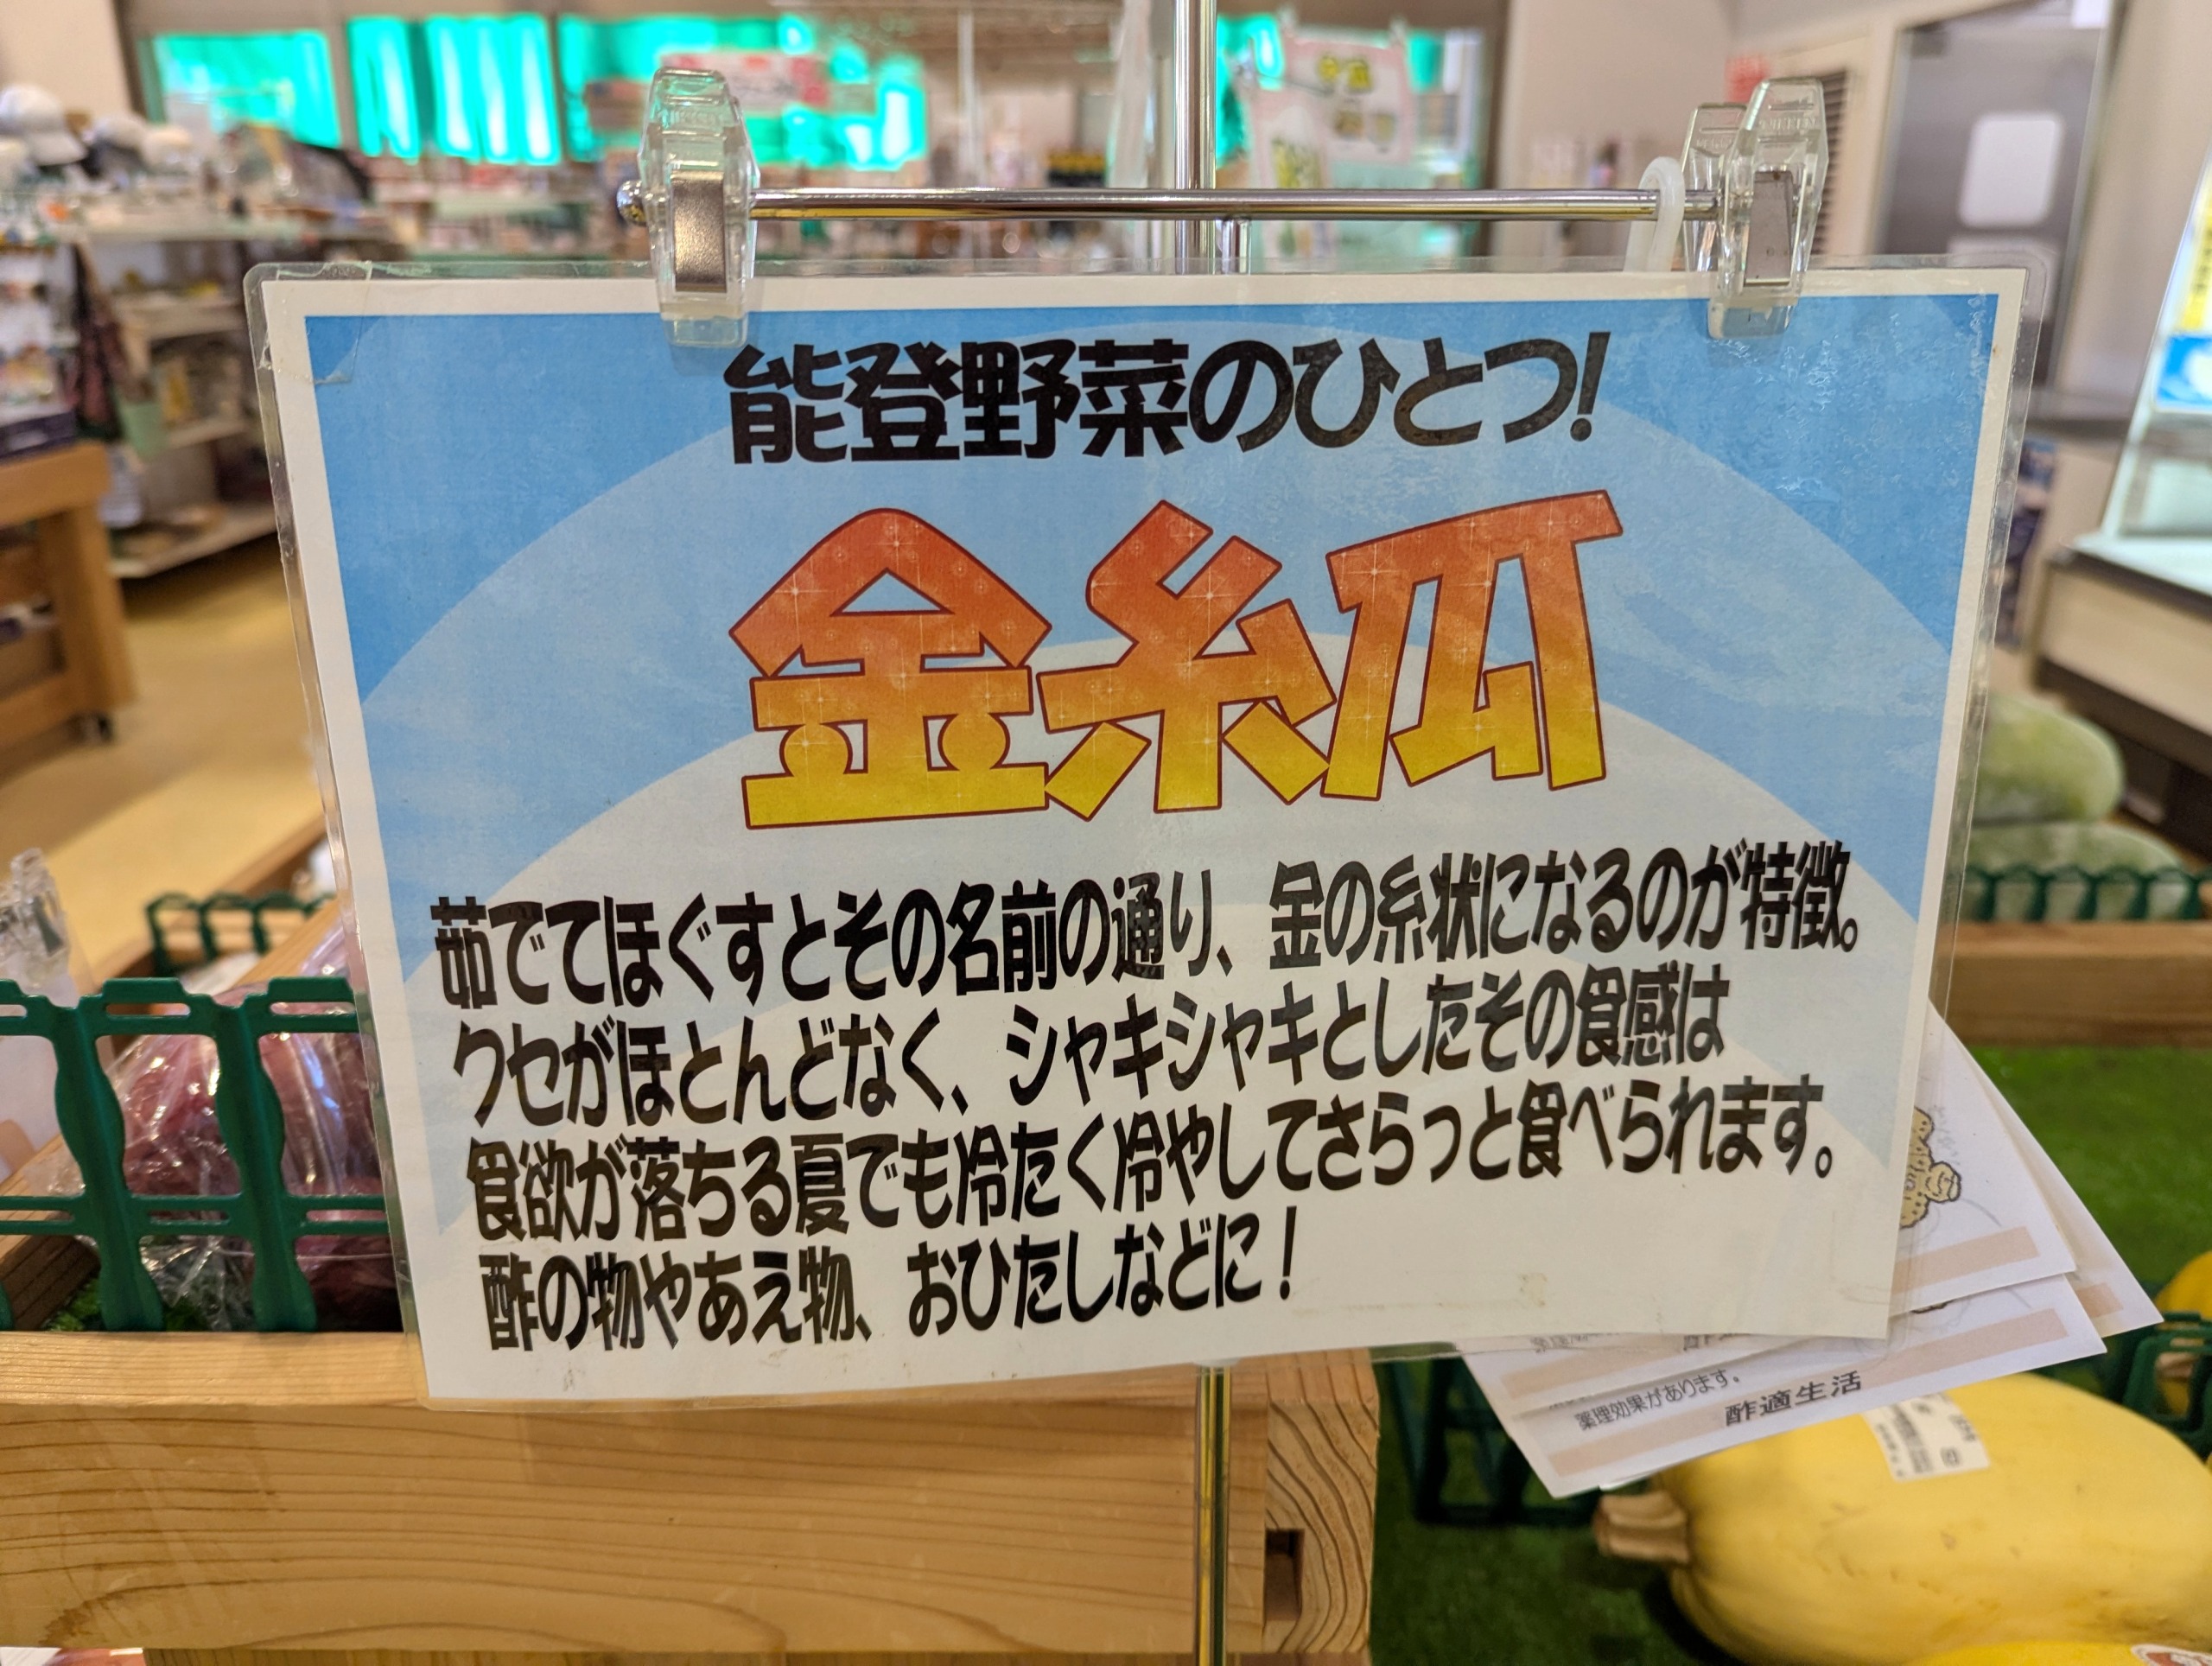 能登野菜のひとつ!
金糸瓜
茹でてほぐすとその名前の通り、金の糸状になるのが特徴。
クセがほとんどなく、シャキシャキとしたその食感は
食欲が落ちる夏でも冷たく冷やしてさらっと食べられます。
酢の物やあえ物、おひたしなどに!
薬理効果があります。
酢適生活